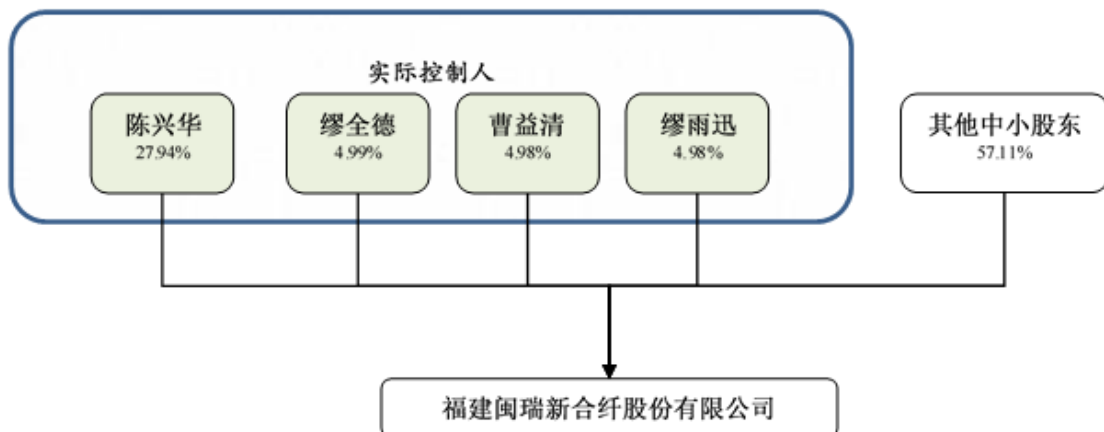 实际控制人
陈兴华
27.94%
缪全德
4.99%
曹益清
4.98%
缪雨迅
4.98%
其他中小股东
57.11%
福建闽瑞新合纤股份有限公司